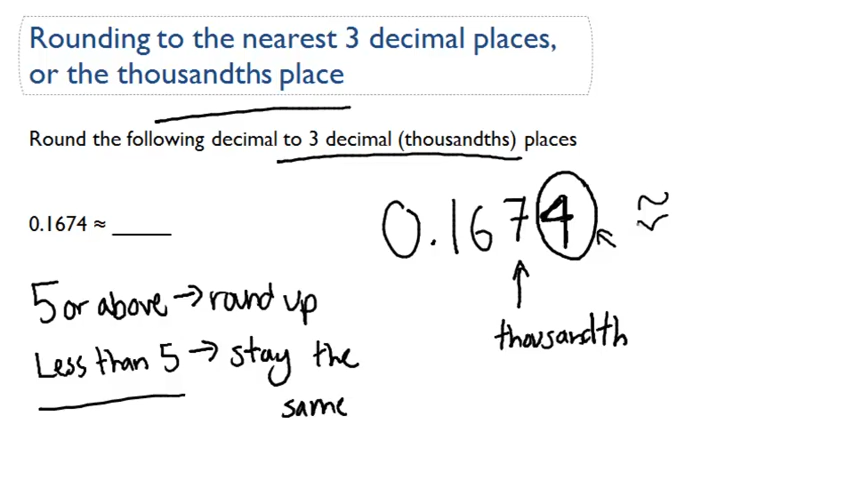 Rounding to the nearest 3 decimal places,
or the thousandths place
Round the following decimal to 3 decimal (thousandths) places
0.1674 ≈ _____
0.1674 ≈
5 or above → round up
Less than 5 → stay the
same
thousandth